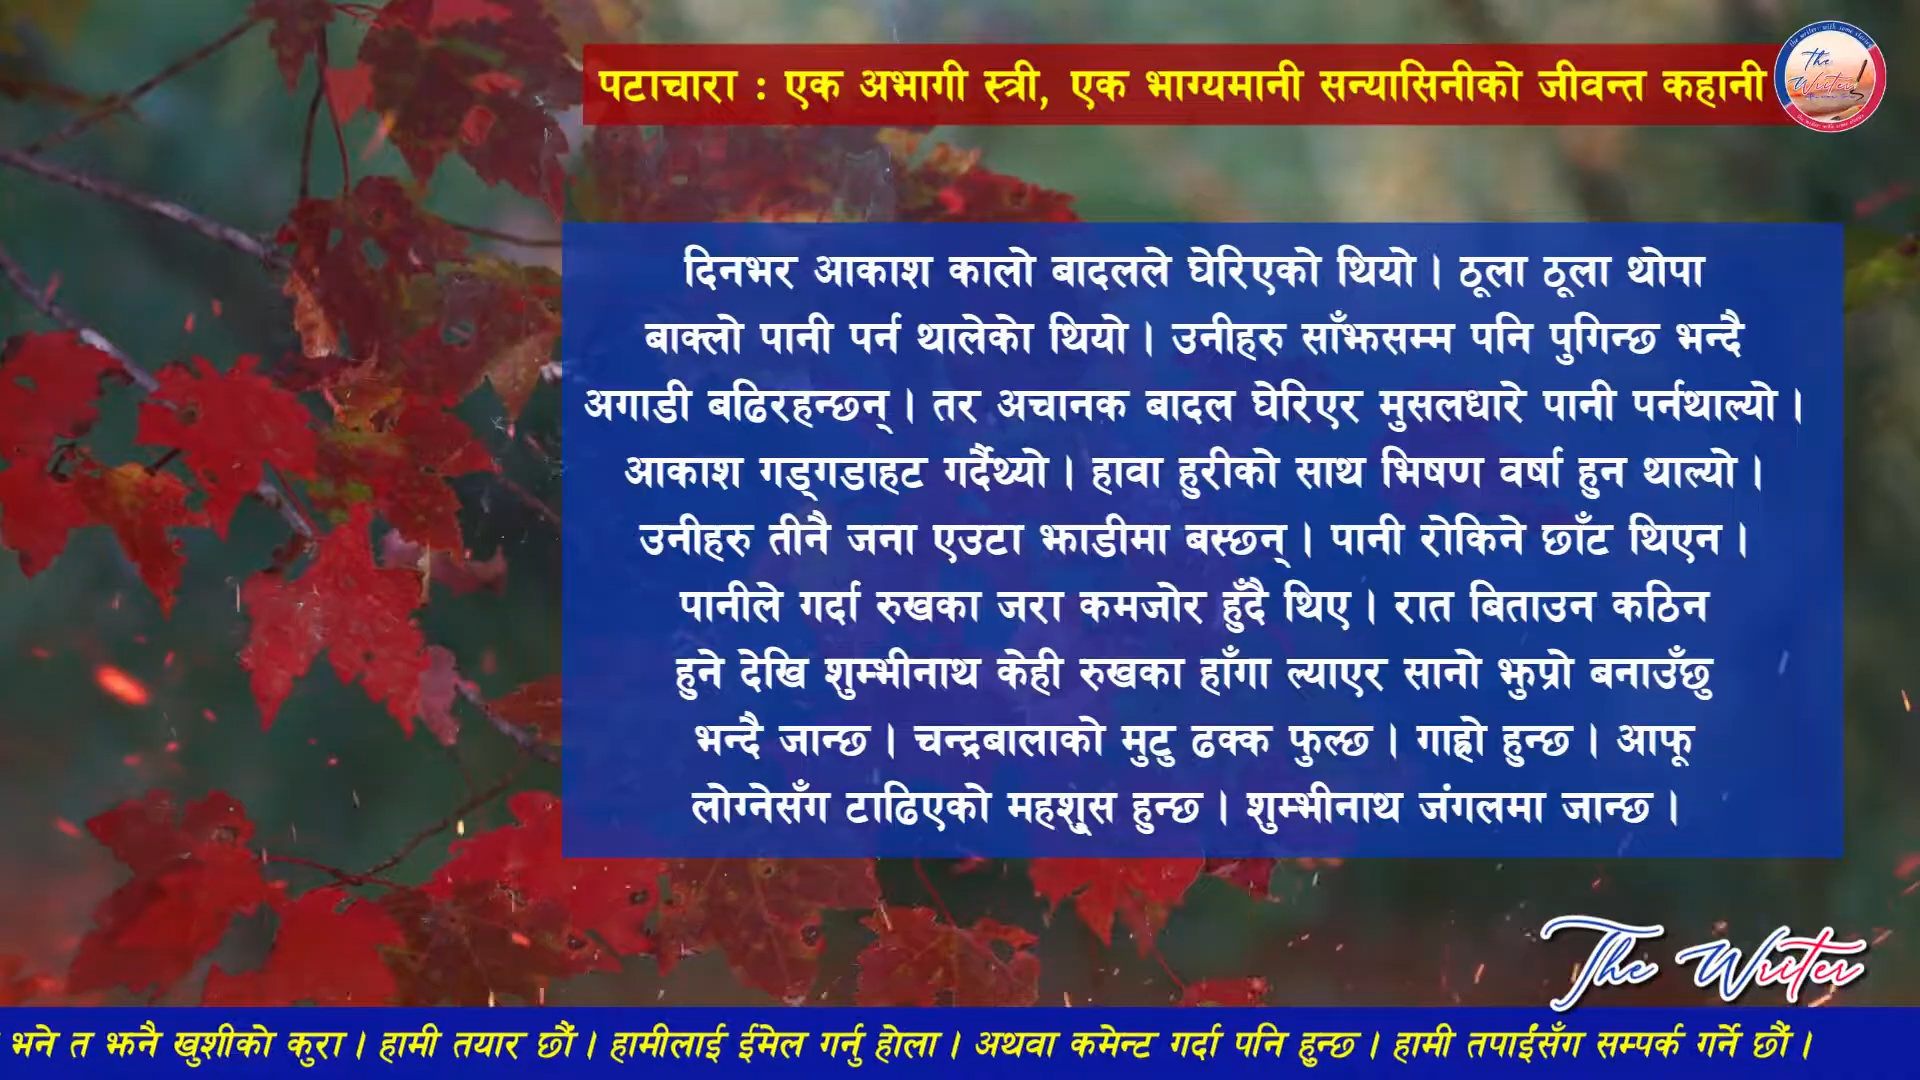 पटाचारा : एक अभागी स्त्री, एक भाग्यमानी सन्यासिनीको जीवन्त कहानी
The Writer
दिनभर आकाश कालो बादलले घेरिएको थियो । ठूला ठूला थोपा
बाक्लो पानी पर्न थालेको थियो । उनीहरु साँझसम्म पनि पुगिन्छ भन्दै
अगाडी बढिरहन्छन् । तर अचानक बादल घेरिएर मुसलधारे पानी पर्नथाल्यो ।
आकाश गड्गडाहट गर्दैथ्यो । हावा हुरीको साथ भिषण वर्षा हुन थाल्यो ।
उनीहरु तीनै जना एउटा झाडीमा बस्छन् । पानी रोकिने छाँट थिएन ।
पानीले गर्दा रुखका जरा कमजोर हुँदै थिए । रात बिताउन कठिन
हुने देखि शुम्भीनाथ केही रुखका हाँगा ल्याएर सानो झुप्रो बनाउँछु
भन्दै जान्छ । चन्द्रबालाको मुटु ढक्क फुल्छ । गाह्रो हुन्छ । आफू
लोग्नेसँग टाढिएको महशुस हुन्छ । शुम्भीनाथ जंगलमा जान्छ ।
The Writer
भने त झनै खुशीको कुरा । हामी तयार छौं । हामीलाई ईमेल गर्नु होला । अथवा कमेन्ट गर्दा पनि हुन्छ । हामी तपाईंसँग सम्पर्क गर्ने छौं ।